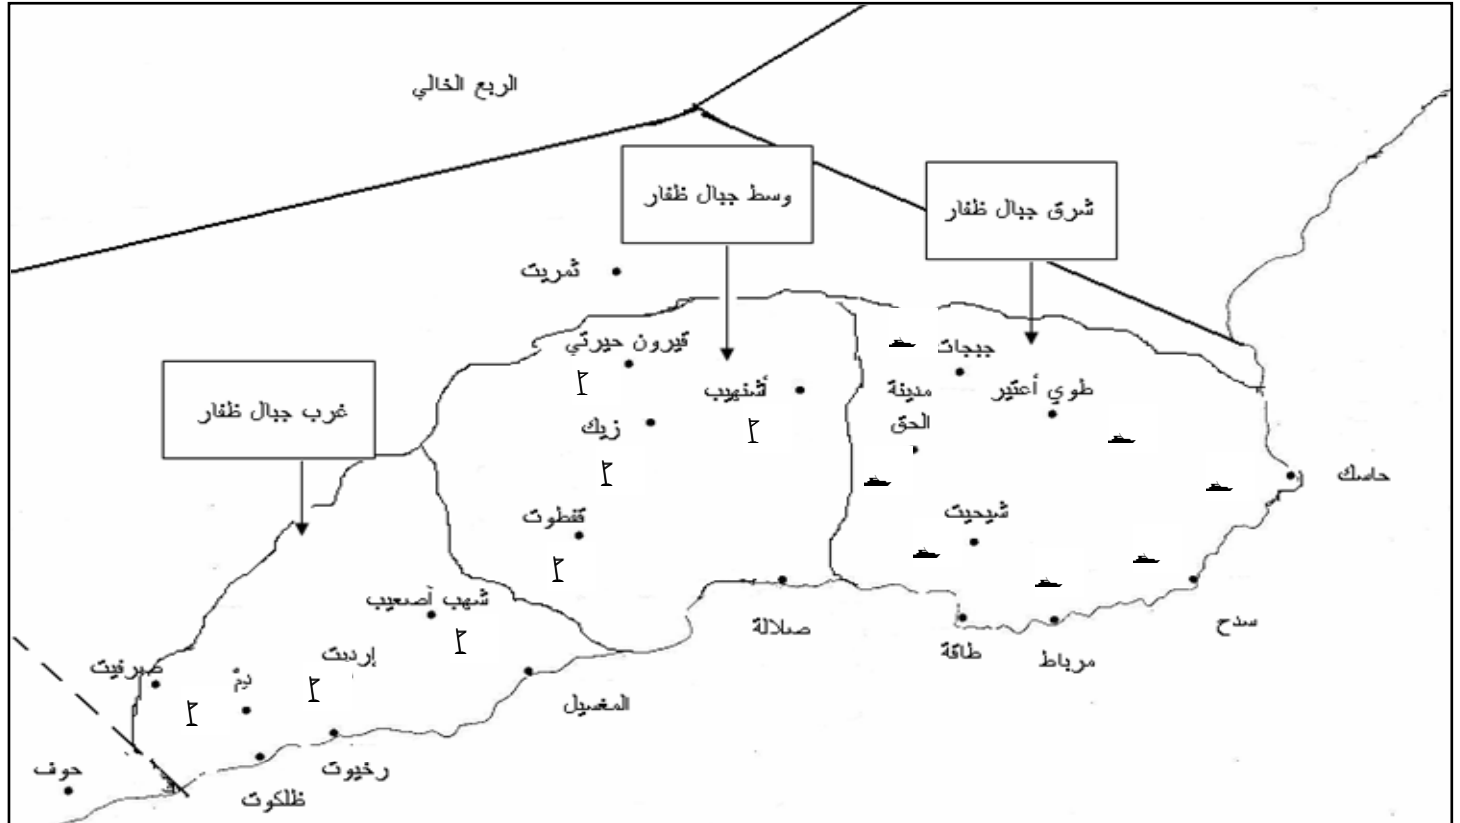 الربع الخالي
وسط جبال ظفار
شرق جبال ظفار
ثمريت
قيرون حيرتي
جبجات
غرب جبال ظفار
أشنهيب
مدينة
الحق
طوي أعتير
زيك
حاسك
قفطوت
شيحيت
شهب أصعيب
صلالة
سدح
طاقة
مرباط
صرفيت
إرديت
المغسيل
حوف
رخيوت
ظلكوت